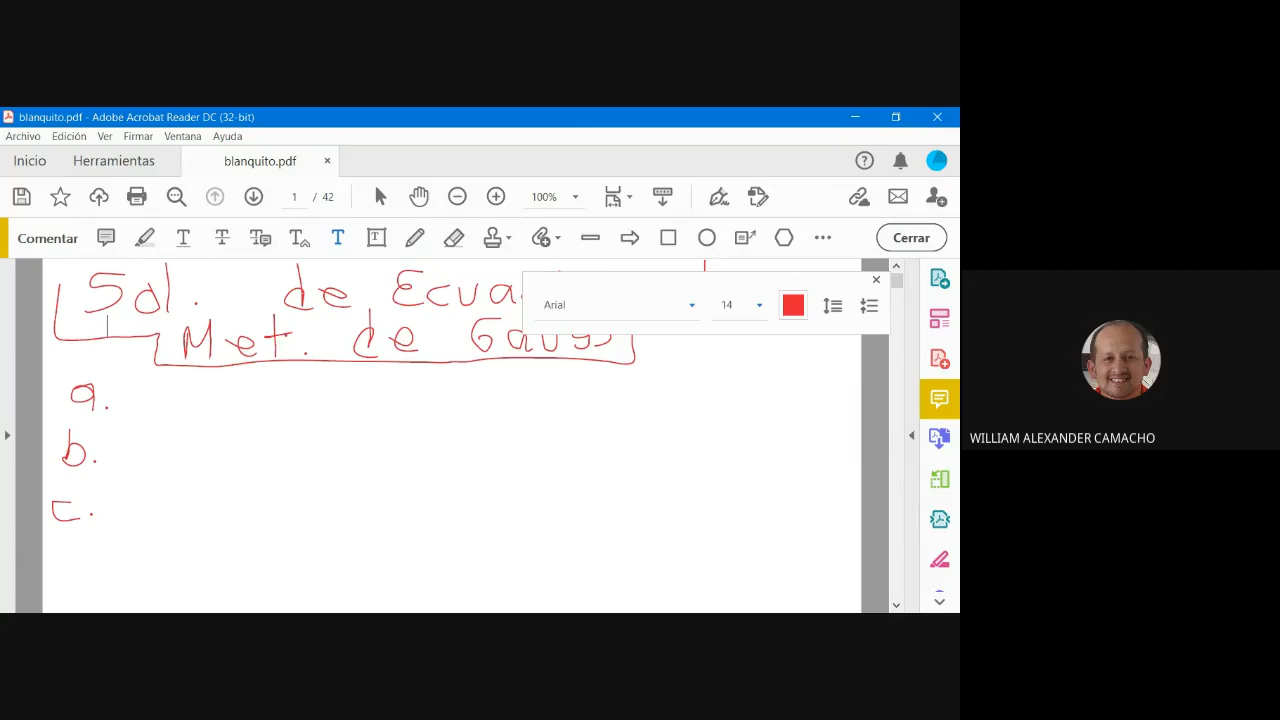 blanquito.pdf - Adobe Acrobat Reader DC (32-bit)
Archivo Edición Ver Firmar Ventana Ayuda
Inicio Herramientas blanquito.pdf ×
1 / 42 100%
Comentar Cerrar
Arial 14
Sol. de Ecua
Met. de Gauss
a.
b.
c.
WILLIAM ALEXANDER CAMACHO